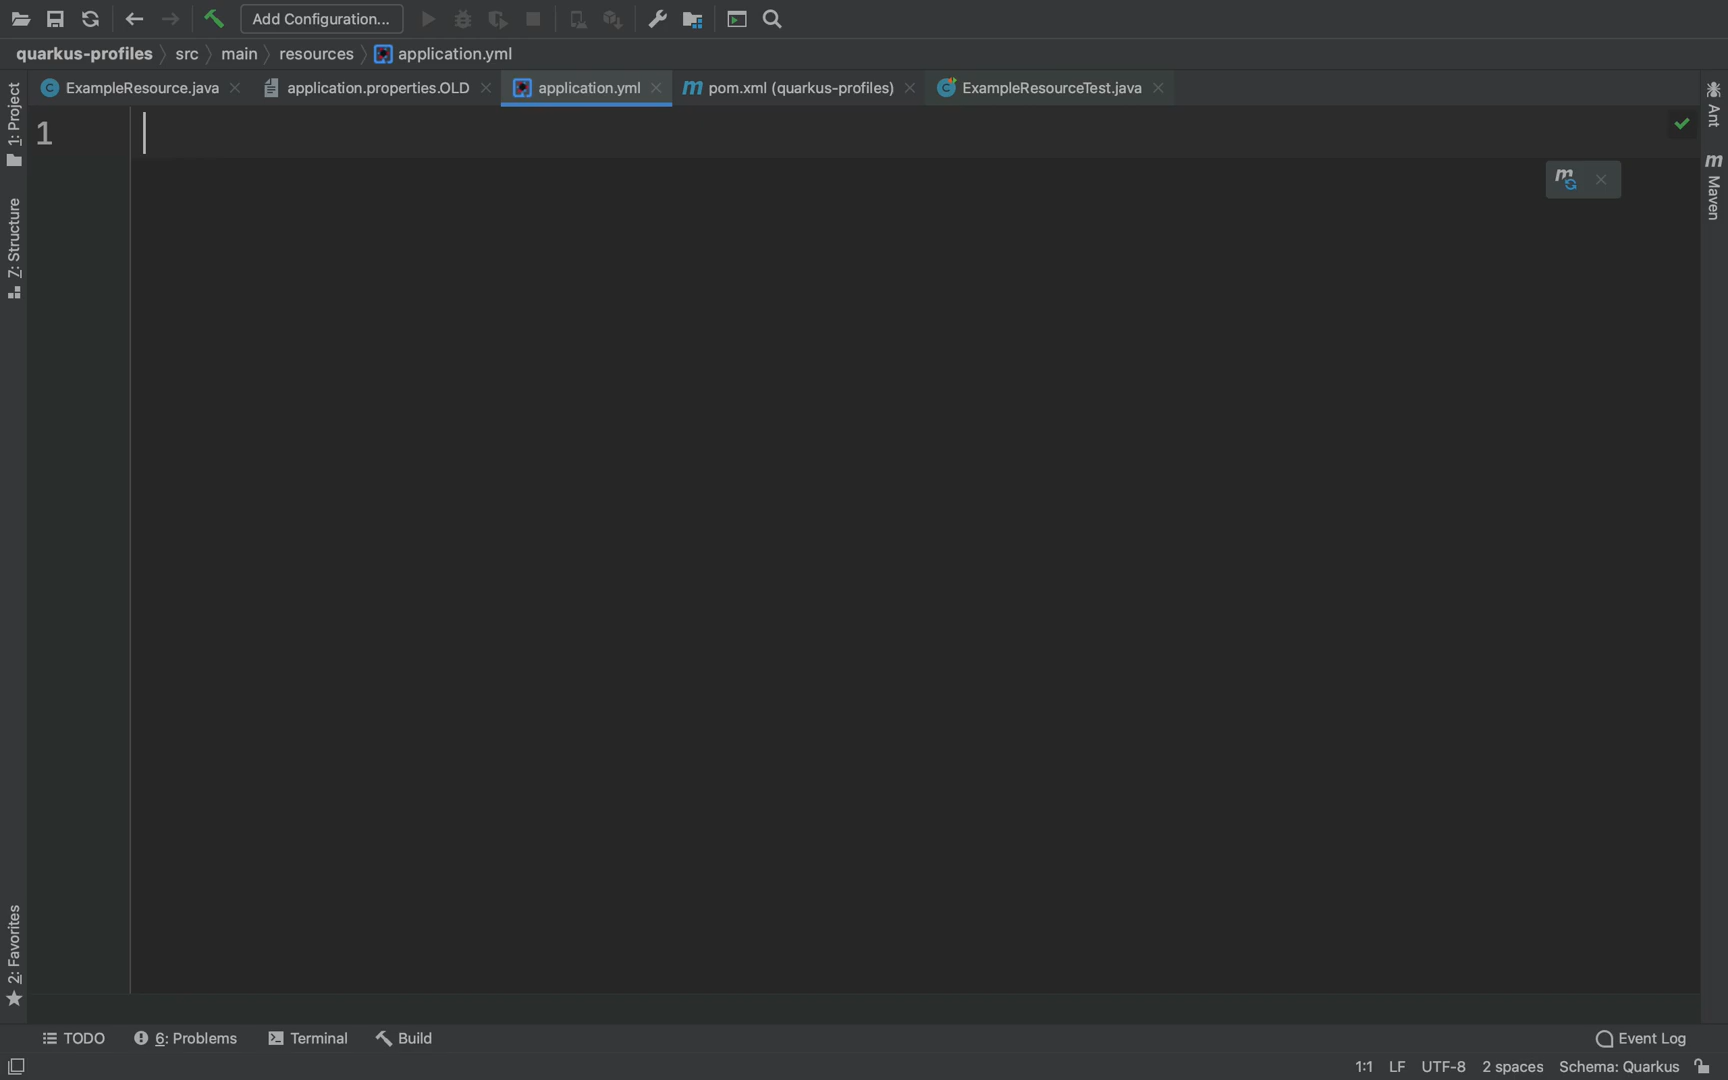 Add Configuration...
quarkus-profiles src main resources application.yml
ExampleResource.java application.properties.OLD application.yml m pom.xml (quarkus-profiles) ExampleResourceTest.java
1: Project
7: Structure
2: Favorites
1
m
Ant
m Maven
TODO 6: Problems Terminal Build Event Log
1:1 LF UTF-8 2 spaces Schema: Quarkus